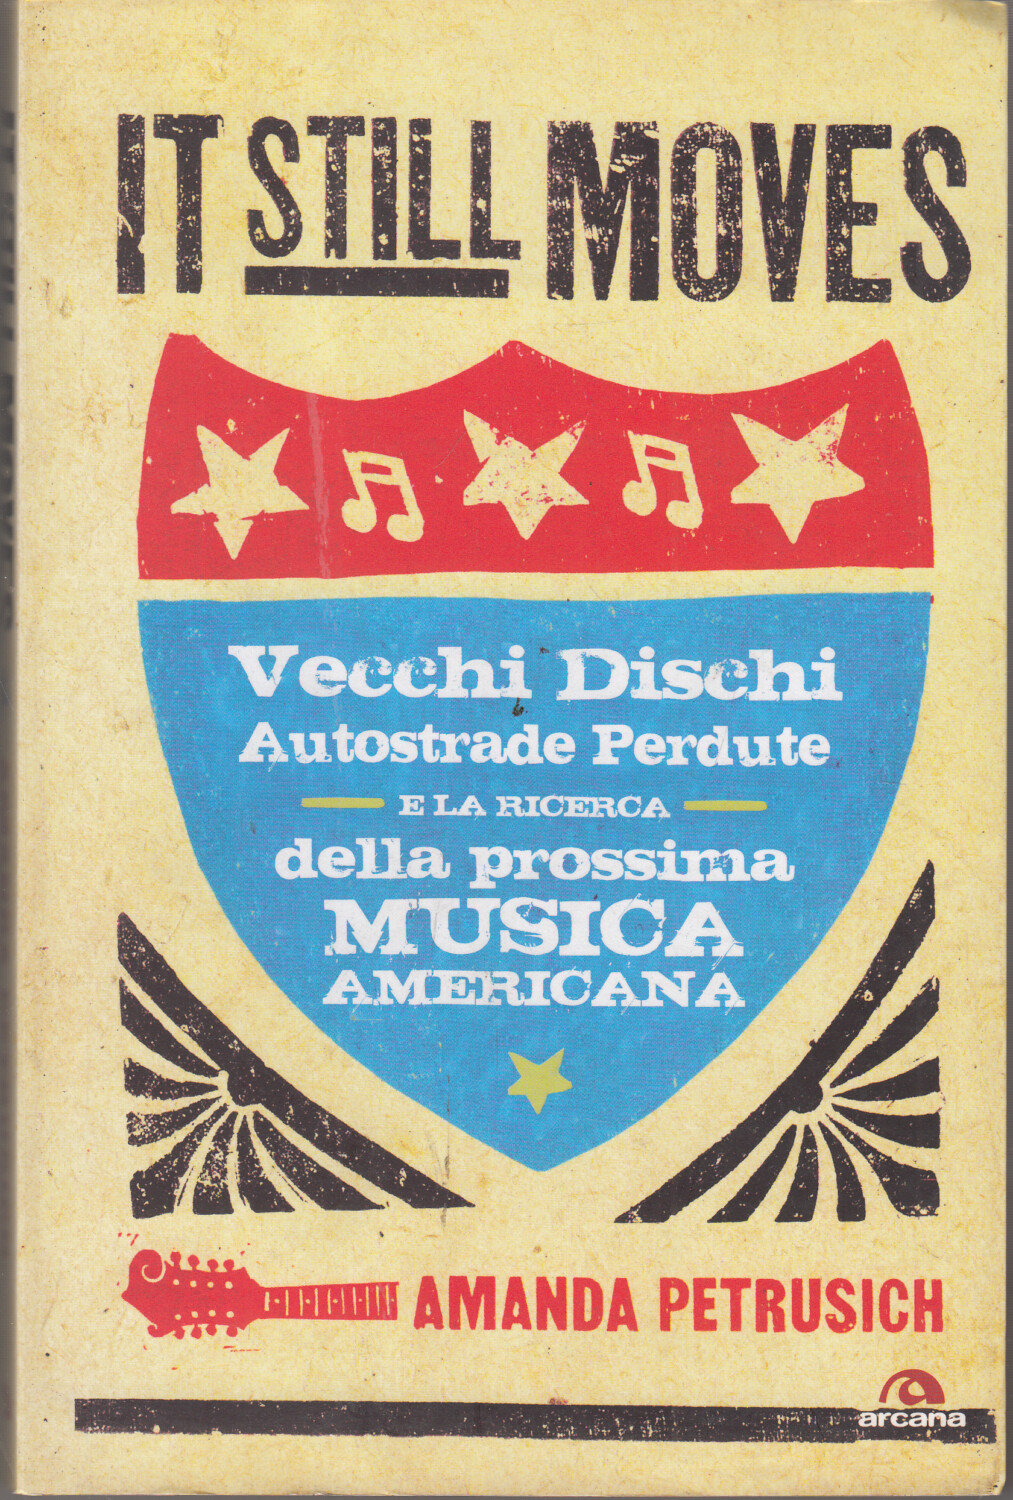 IT STILL MOVES
Vecchi Dischi
Autostrade Perdute
E LA RICERCA
della prossima
MUSICA
AMERICANA
AMANDA PETRUSICH
arcana